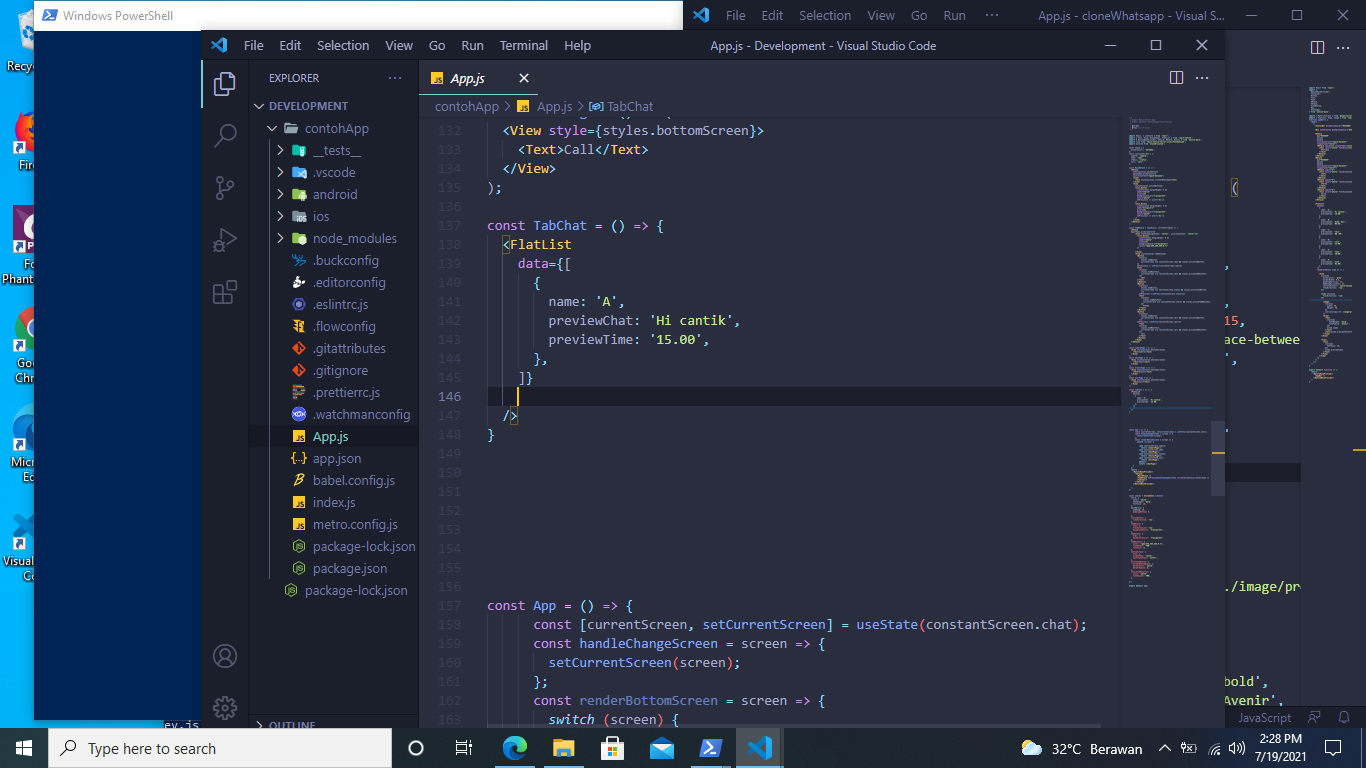 Windows PowerShell
File Edit Selection View Go Run ··· App.js - cloneWhatsapp - Visual S...
File Edit Selection View Go Run Terminal Help App.js - Development - Visual Studio Code
EXPLORER ···
DEVELOPMENT
contohApp
__tests__
.vscode
android
ios
node_modules
.buckconfig
.editorconfig
.eslintrc.js
.flowconfig
.gitattributes
.gitignore
.prettierrc.js
.watchmanconfig
App.js
app.json
babel.config.js
index.js
metro.config.js
package-lock.json
package.json
package-lock.json
OUTLINE
App.js
contohApp > App.js > TabChat
132 <View style={styles.bottomScreen}>
133 <Text>Call</Text>
134 </View>
135 );
136
137 const TabChat = () => {
138 <FlatList
139 data={[
140 {
141 name: 'A',
142 previewChat: 'Hi cantik',
143 previewTime: '15.00',
144 },
145 ]}
146
147 />
148 }
149
150
151
152
153
154
155
156
157 const App = () => {
158 const [currentScreen, setCurrentScreen] = useState(constantScreen.chat);
159 const handleChangeScreen = screen => {
160 setCurrentScreen(screen);
161 };
162 const renderBottomScreen = screen => {
163 switch (screen) {
(
,
,
15,
ace-between
',
./image/pr
bold',
Avenir',
JavaScript
Recyc
Fire
P
Fo
Phant
Goo
Chr
Micr
Ed
Visual
Co
ev.js
Type here to search
32°C Berawan
2:28 PM
7/19/2021